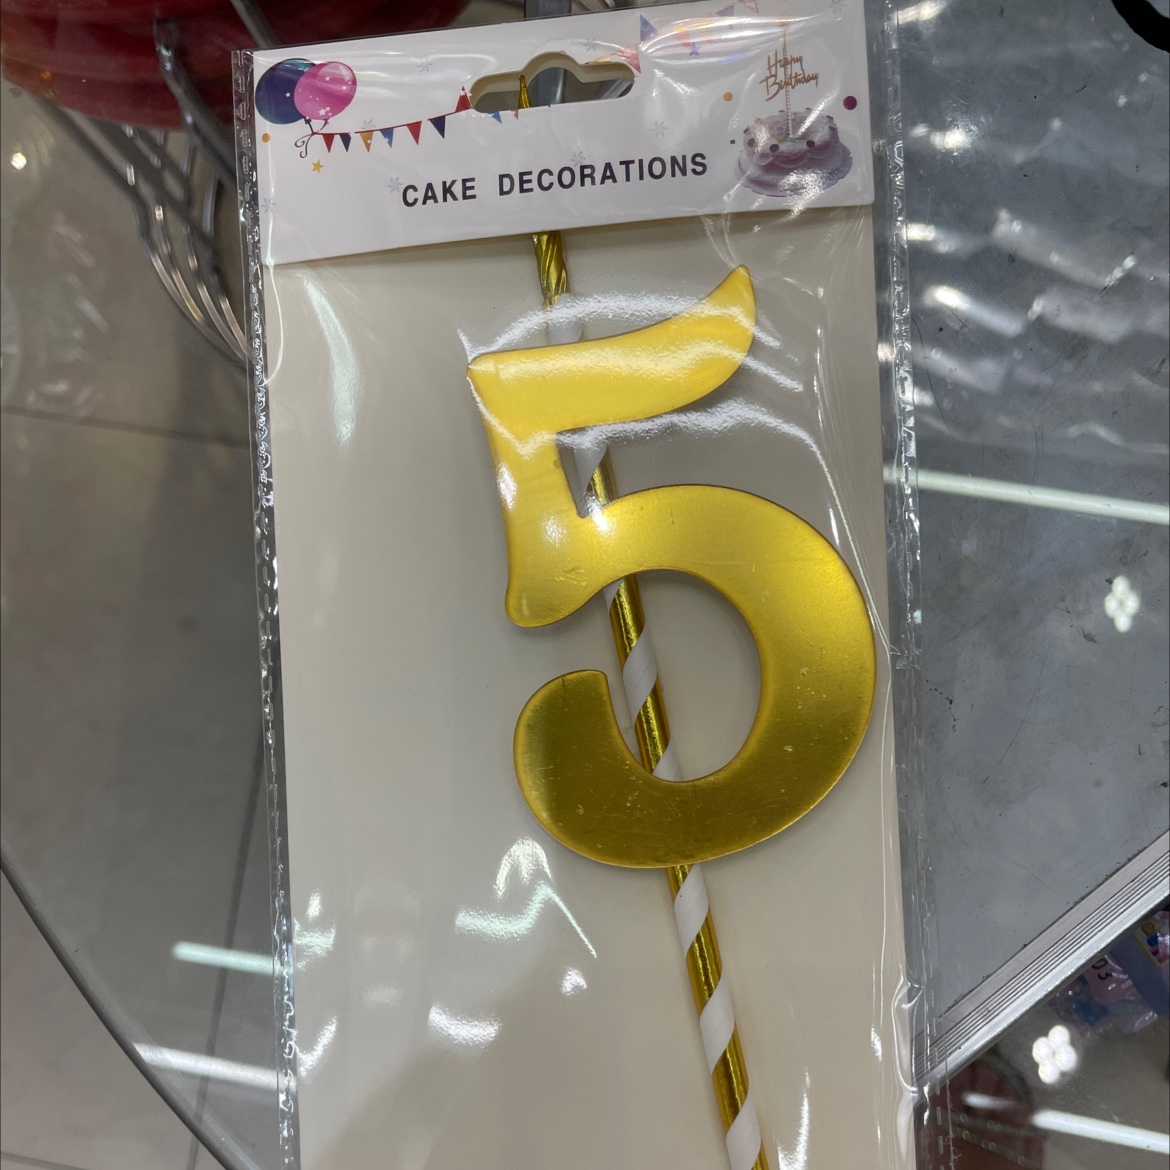 Happy
Birthday
CAKE DECORATIONS
5